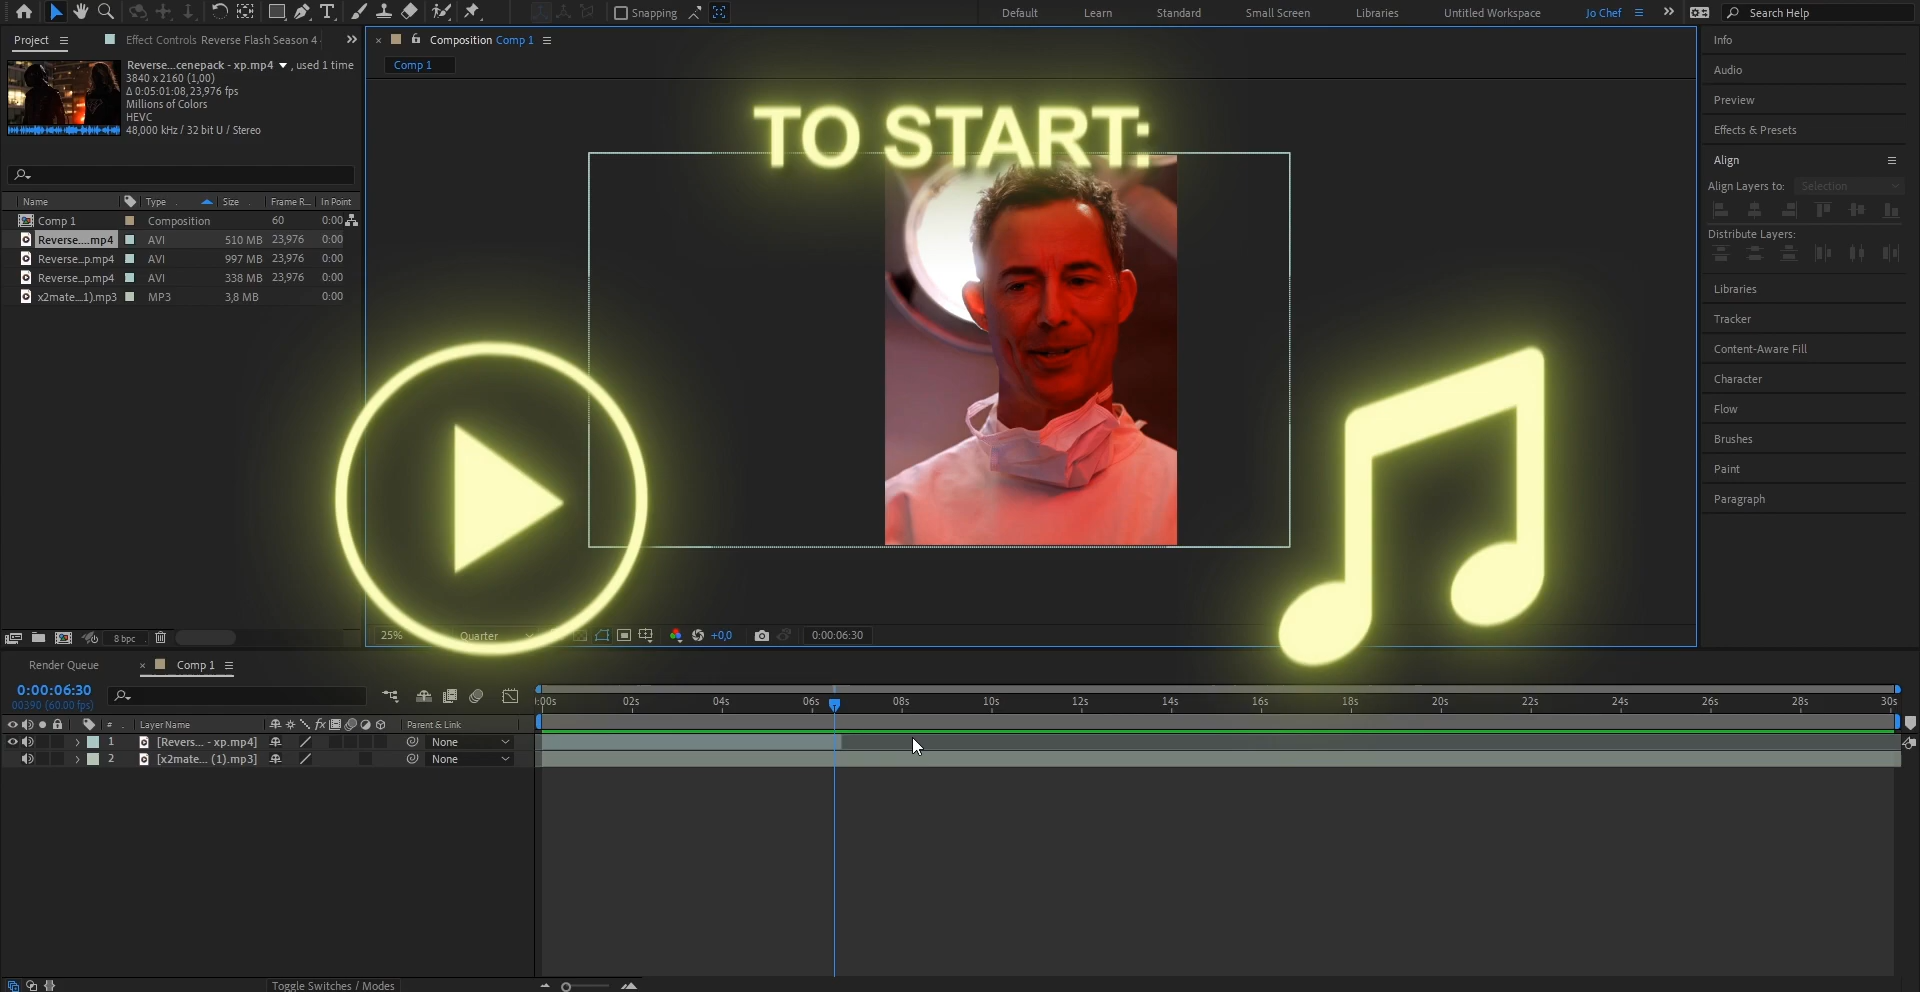 Snapping
Default
Learn
Standard
Small Screen
Libraries
Untitled Workspace
Jo Chef
Search Help
Project
Effect Controls Reverse Flash Season 4
Composition Comp 1
Comp 1
Reverse...cenepack - xp.mp4 , used 1 time
3840 x 2160 (1,00)
Δ 0:05:01:08, 23,976 fps
Millions of Colors
HEVC
48,000 kHz / 32 bit U / Stereo
Name
Type
Size
Frame R...
In Point
Comp 1 Composition 60 0:00
Reverse....mp4 AVI 510 MB 23,976 0:00
Reverse...p.mp4 AVI 997 MB 23,976 0:00
Reverse...p.mp4 AVI 338 MB 23,976 0:00
x2mate...1).mp3 MP3 3,8 MB 0:00
TO START:
Info
Audio
Preview
Effects & Presets
Align
Align Layers to: Selection
Distribute Layers:
Libraries
Tracker
Content-Aware Fill
Character
Flow
Brushes
Paint
Paragraph
8 bpc
25%
Quarter
+0,0
0:00:06:30
Render Queue
Comp 1
0:00:06:30
00390 (60.00 fps)
:00s 02s 04s 06s 08s 10s 12s 14s 16s 18s 20s 22s 24s 26s 28s 30s
# Layer Name fx Parent & Link
1 [Revers... - xp.mp4] None
2 [x2mate... (1).mp3] None
Toggle Switches / Modes